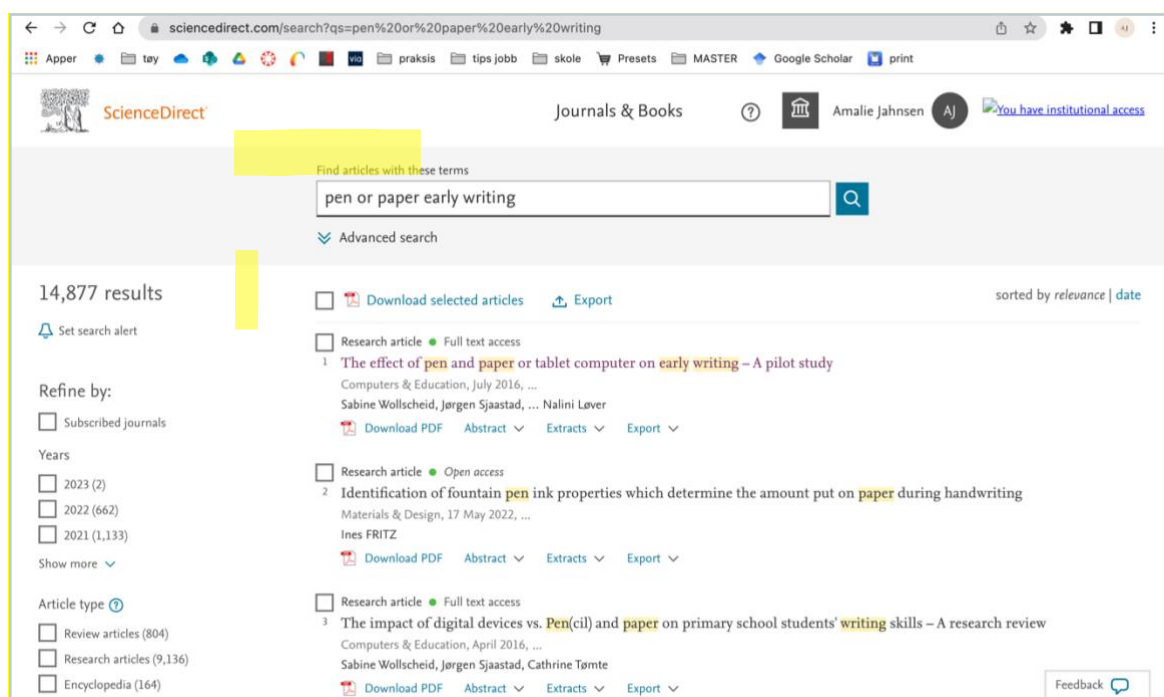 sciencedirect.com/search?qs=pen%20or%20paper%20early%20writing
Apper tøy via praksis tips jobb skole Presets MASTER Google Scholar print
ScienceDirect Journals & Books ? Amalie Jahnsen AJ You have institutional access
Find articles with these terms
pen or paper early writing
Advanced search
14,877 results
Set search alert
Download selected articles Export sorted by relevance | date
Refine by:
Subscribed journals
Years
2023 (2)
2022 (662)
2021 (1,133)
Show more
Article type ?
Review articles (804)
Research articles (9,136)
Encyclopedia (164)
Research article Full text access
1 The effect of pen and paper or tablet computer on early writing – A pilot study
Computers & Education, July 2016, ...
Sabine Wollscheid, Jørgen Sjaastad, ... Nalini Løver
Download PDF Abstract Extracts Export
Research article Open access
2 Identification of fountain pen ink properties which determine the amount put on paper during handwriting
Materials & Design, 17 May 2022, ...
Ines FRITZ
Download PDF Abstract Extracts Export
Research article Full text access
3 The impact of digital devices vs. Pen(cil) and paper on primary school students' writing skills – A research review
Computers & Education, April 2016, ...
Sabine Wollscheid, Jørgen Sjaastad, Cathrine Tømte
Download PDF Abstract Extracts Export
Feedback